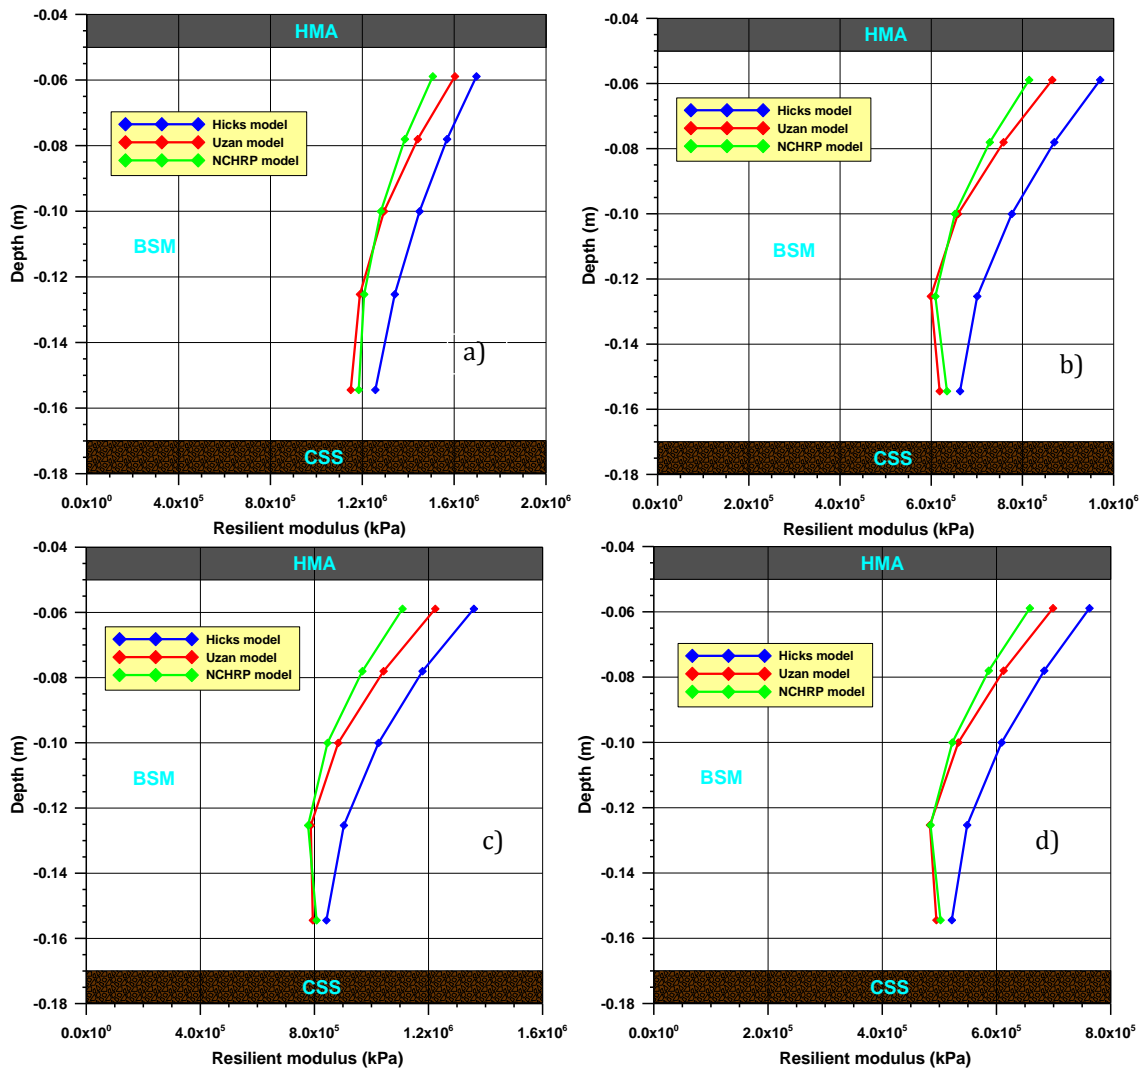 -0.04
-0.06
-0.08
-0.10
-0.12
-0.14
-0.16
-0.18
Depth (m)
HMA
Hicks model
Uzan model
NCHRP model
BSM
a)
CSS
0.0x10⁰ 4.0x10⁵ 8.0x10⁵ 1.2x10⁶ 1.6x10⁶ 2.0x10⁶
Resilient modulus (kPa)
-0.04
-0.06
-0.08
-0.10
-0.12
-0.14
-0.16
-0.18
Depth (m)
HMA
Hicks model
Uzan model
NCHRP model
BSM
b)
CSS
0.0x10⁰ 2.0x10⁵ 4.0x10⁵ 6.0x10⁵ 8.0x10⁵ 1.0x10⁶
Resilient modulus (kPa)
-0.04
-0.06
-0.08
-0.10
-0.12
-0.14
-0.16
-0.18
Depth (m)
HMA
Hicks model
Uzan model
NCHRP model
BSM
c)
CSS
0.0x10⁰ 4.0x10⁵ 8.0x10⁵ 1.2x10⁶ 1.6x10⁶
Resilient modulus (kPa)
-0.04
-0.06
-0.08
-0.10
-0.12
-0.14
-0.16
-0.18
Depth (m)
HMA
Hicks model
Uzan model
NCHRP model
BSM
d)
CSS
0.0x10⁰ 2.0x10⁵ 4.0x10⁵ 6.0x10⁵ 8.0x10⁵
Resilient modulus (kPa)